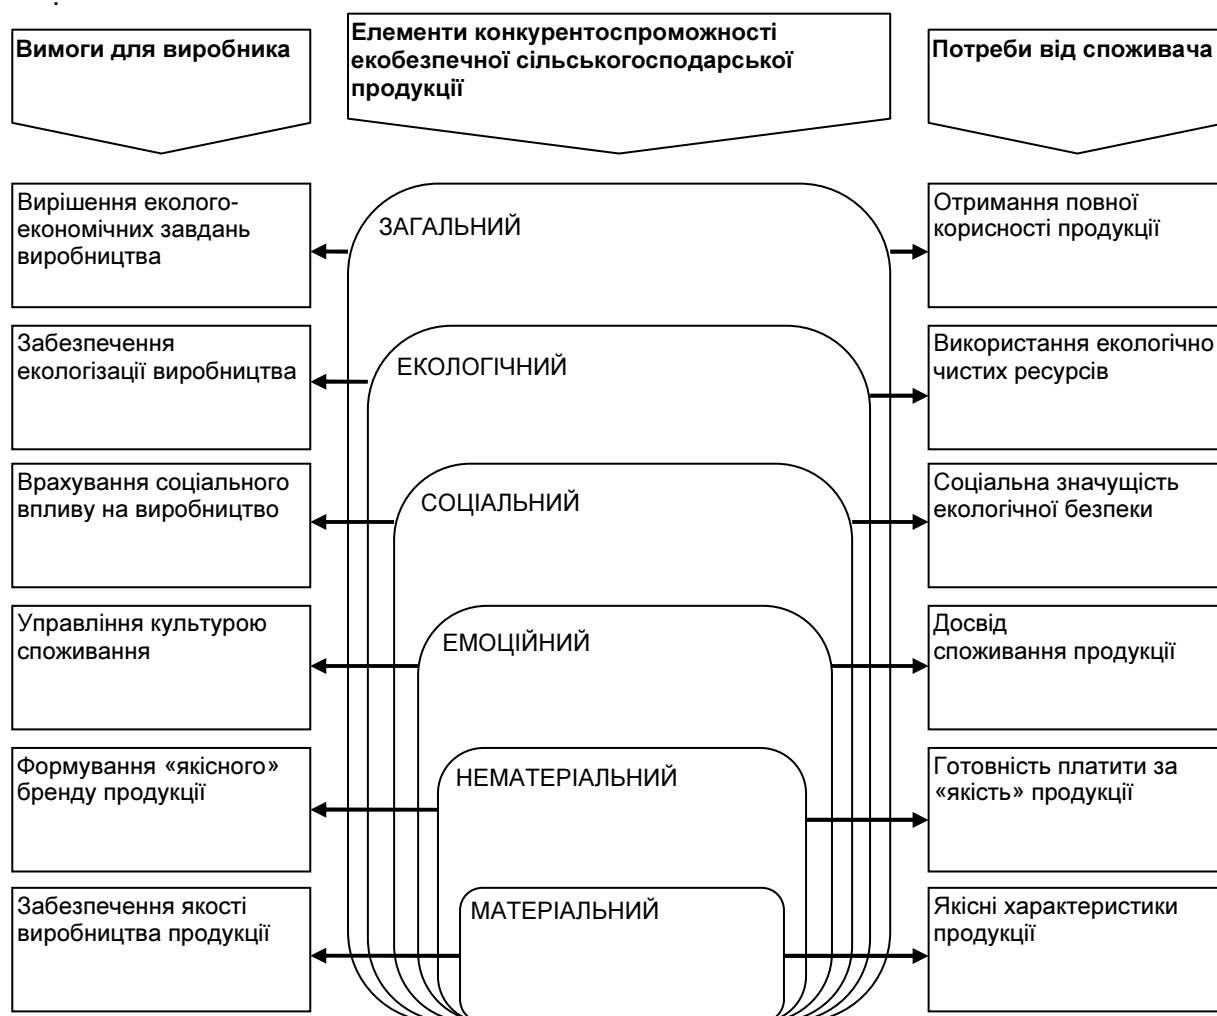 Вимоги для виробника
Елементи конкурентоспроможності
екобезпечної сільськогосподарської
продукції
Потреби від споживача
Вирішення еколого-
економічних завдань
виробництва
ЗАГАЛЬНИЙ
Отримання повної
корисності продукції
Забезпечення
екологізації виробництва
ЕКОЛОГІЧНИЙ
Використання екологічно
чистих ресурсів
Врахування соціального
впливу на виробництво
СОЦІАЛЬНИЙ
Соціальна значущість
екологічної безпеки
Управління культурою
споживання
ЕМОЦІЙНИЙ
Досвід
споживання продукції
Формування «якісного»
бренду продукції
НЕМАТЕРІАЛЬНИЙ
Готовність платити за
«якість» продукції
Забезпечення якості
виробництва продукції
МАТЕРІАЛЬНИЙ
Якісні характеристики
продукції